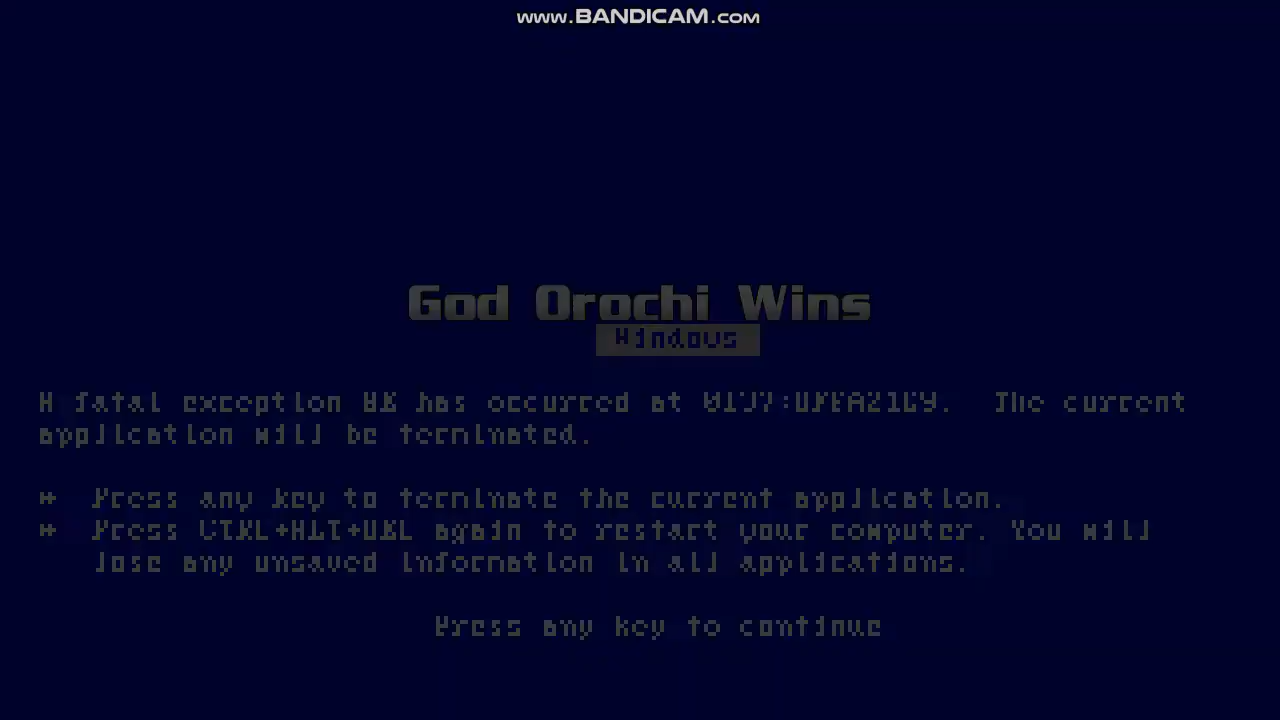 www.BANDICAM.com
God Orochi Wins
Windows
A fatal exception 0E has occurred at
The current
application will be terminated.
* Press any key to terminate the current application.
* Press CTRL+ALT+DEL again to restart your computer. You will
lose any unsaved information in all applications.
Press any key to continue